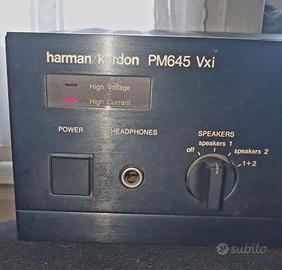 harman/kardon PM645 Vxi
High Voltage
High Current
POWER
HEADPHONES
SPEAKERS
off
speakers 1
speakers 2
1+2
subito